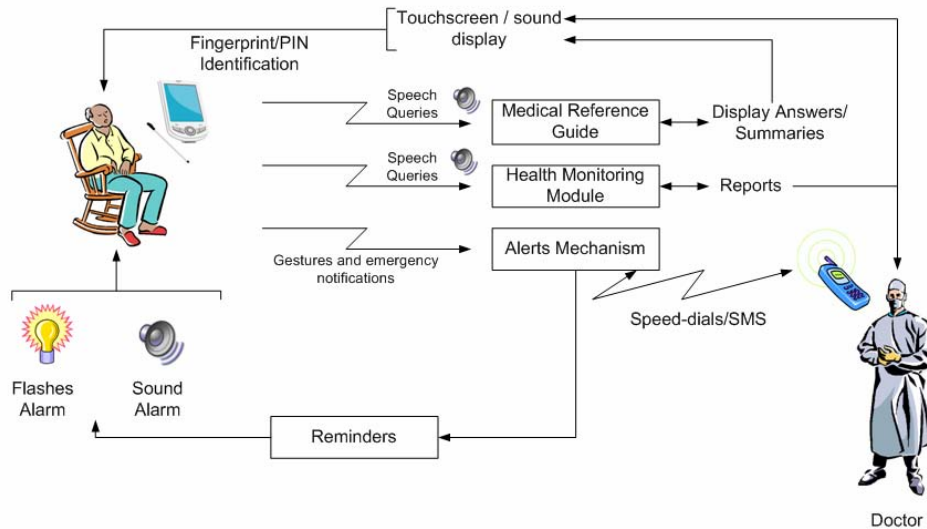 Touchscreen / sound
display
Fingerprint/PIN
Identification
Speech
Queries
Medical Reference
Guide
Display Answers/
Summaries
Speech
Queries
Health Monitoring
Module
Reports
Gestures and emergency
notifications
Alerts Mechanism
Speed-dials/SMS
Flashes
Alarm
Sound
Alarm
Reminders
Doctor